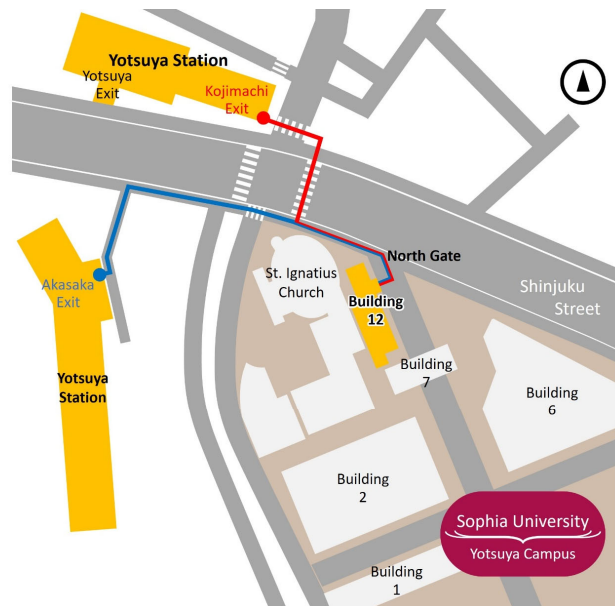 Yotsuya Station
Yotsuya
Exit
Kojimachi
Exit
North Gate
St. Ignatius
Church
Shinjuku
Street
Akasaka
Exit
Building
12
Yotsuya
Station
Building
7
Building
6
Building
2
Sophia University
Yotsuya Campus
Building
1